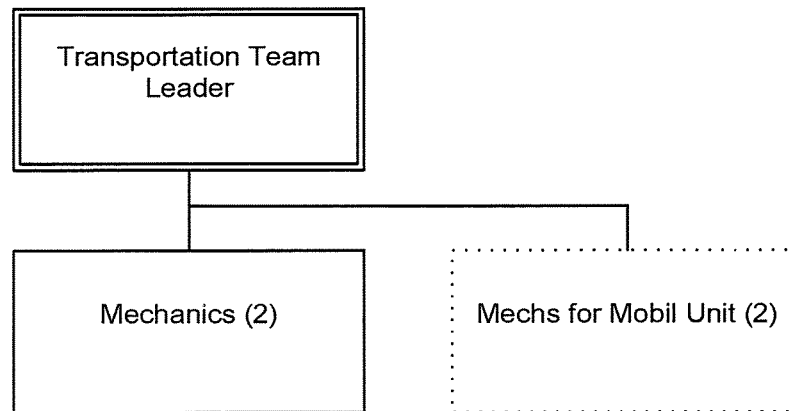 Transportation Team
Leader
Mechanics (2)
Mechs for Mobil Unit (2)